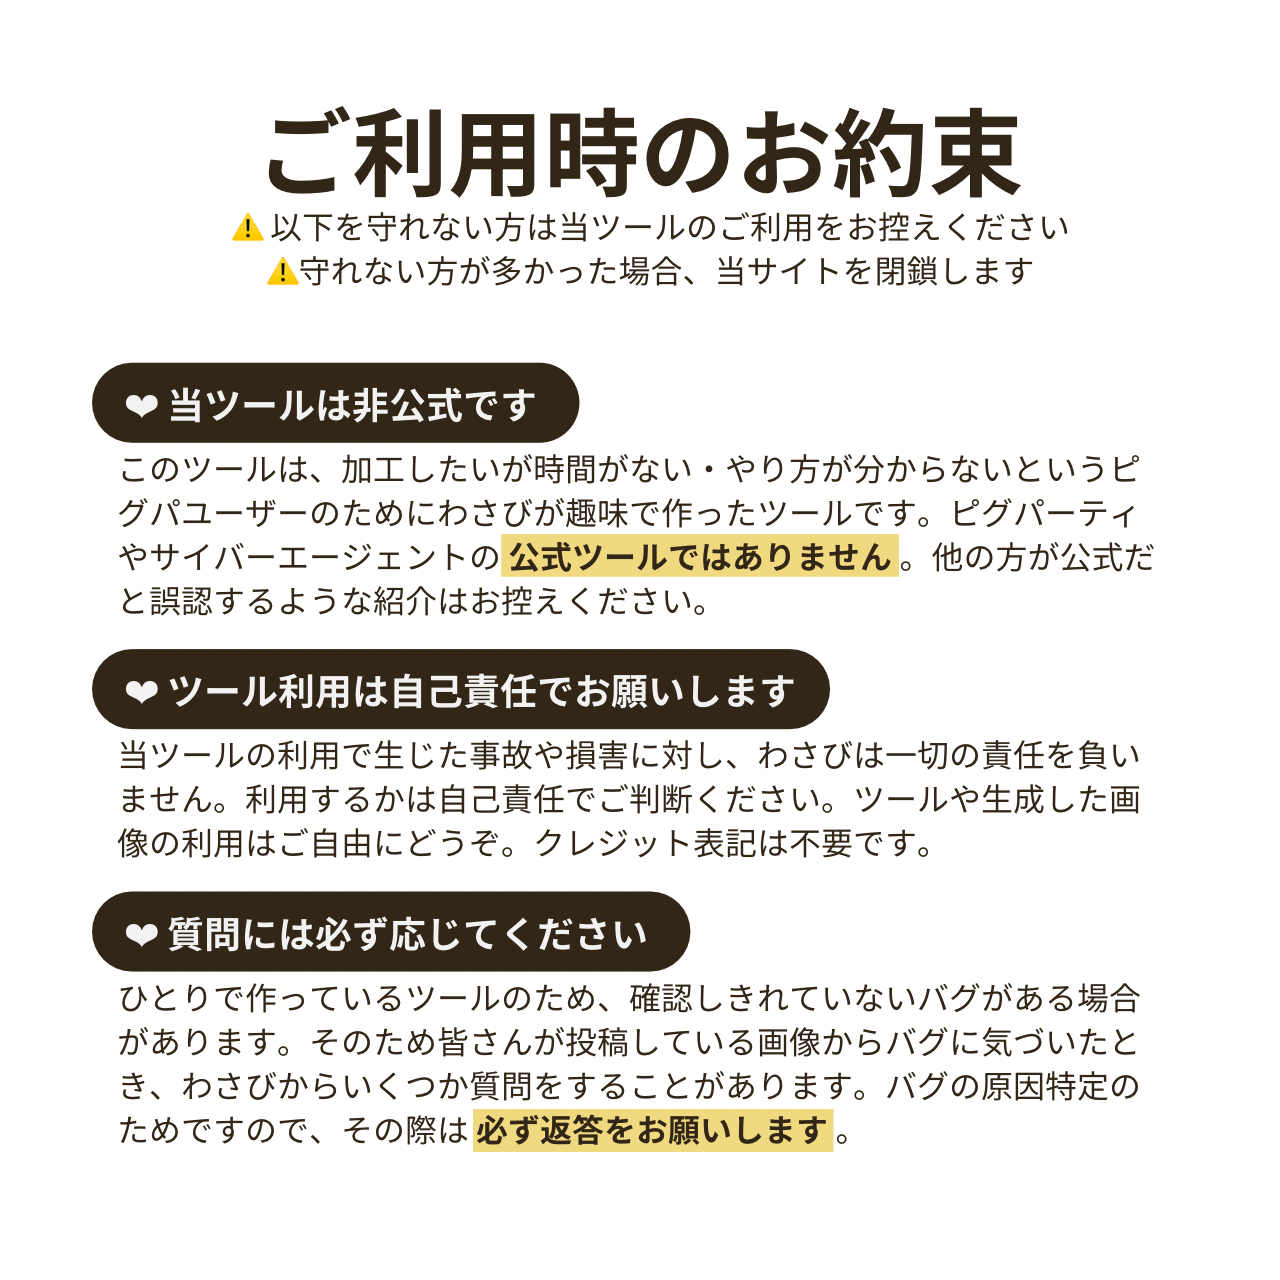 ご利用時のお約束
⚠️以下を守れない方は当ツールのご利用をお控えください
⚠️守れない方が多かった場合、当サイトを閉鎖します
❤当ツールは非公式です
このツールは、加工したいが時間がない・やり方が分からないというピ
グパユーザーのためにわさびが趣味で作ったツールです。ピグパーティ
やサイバーエージェントの公式ツールではありません。他の方が公式だ
と誤認するような紹介はお控えください。
❤ツール利用は自己責任でお願いします
当ツールの利用で生じた事故や損害に対し、わさびは一切の責任を負い
ません。利用するかは自己責任でご判断ください。ツールや生成した画
像の利用はご自由にどうぞ。クレジット表記は不要です。
❤質問には必ず応じてください
ひとりで作っているツールのため、確認しきれていないバグがある場合
があります。そのため皆さんが投稿している画像からバグに気づいたと
き、わさびからいくつか質問をすることがあります。バグの原因特定の
ためですので、その際は必ず返答をお願いします。